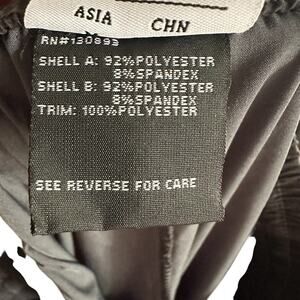 ASIA CHN
RN#130893
SHELL A: 92%POLYESTER
8%SPANDEX
SHELL B: 92%POLYESTER
8%SPANDEX
TRIM: 100%POLYESTER
SEE REVERSE FOR CARE